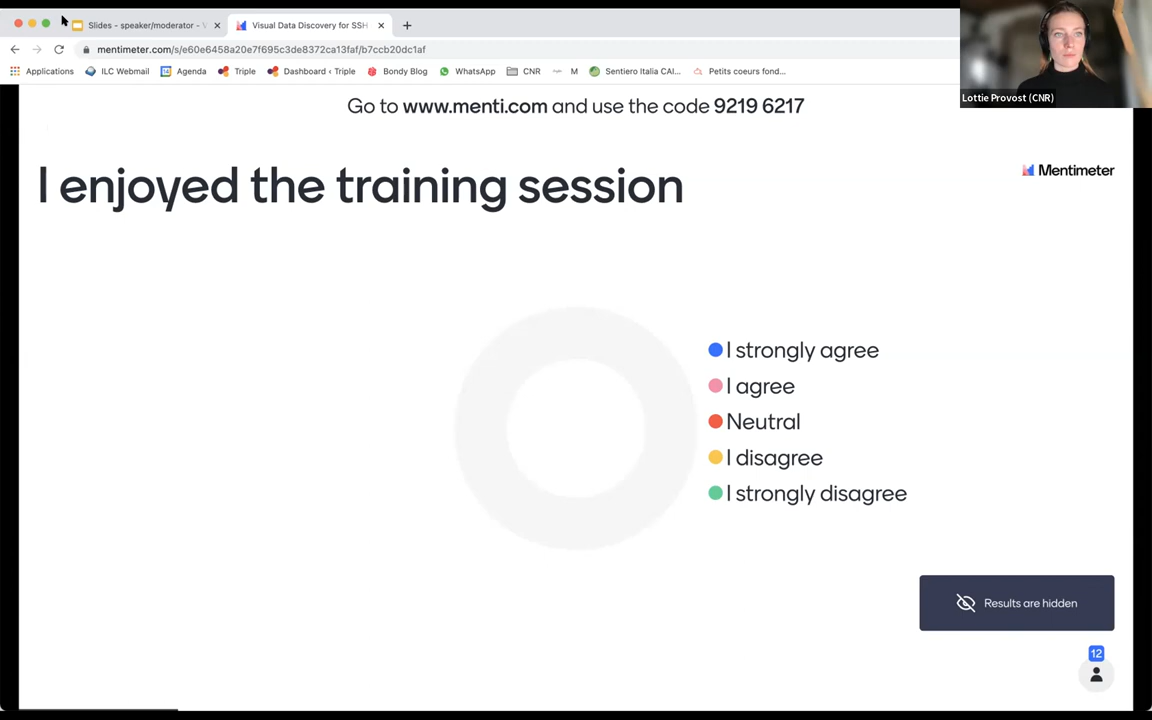 Slides - speaker/moderator - V
Visual Data Discovery for SSH
mentimeter.com/s/e60e6458a20e7f695c3de8372ca13faf/b7ccb20dc1af
Applications
ILC Webmail
Agenda
Triple
Dashboard ‹ Triple
Bondy Blog
WhatsApp
CNR
M
Sentiero Italia CAI...
Petits coeurs fond...
Lottie Provost (CNR)
Go to www.menti.com and use the code 9219 6217
I enjoyed the training session
Mentimeter
I strongly agree
I agree
Neutral
I disagree
I strongly disagree
Results are hidden
12